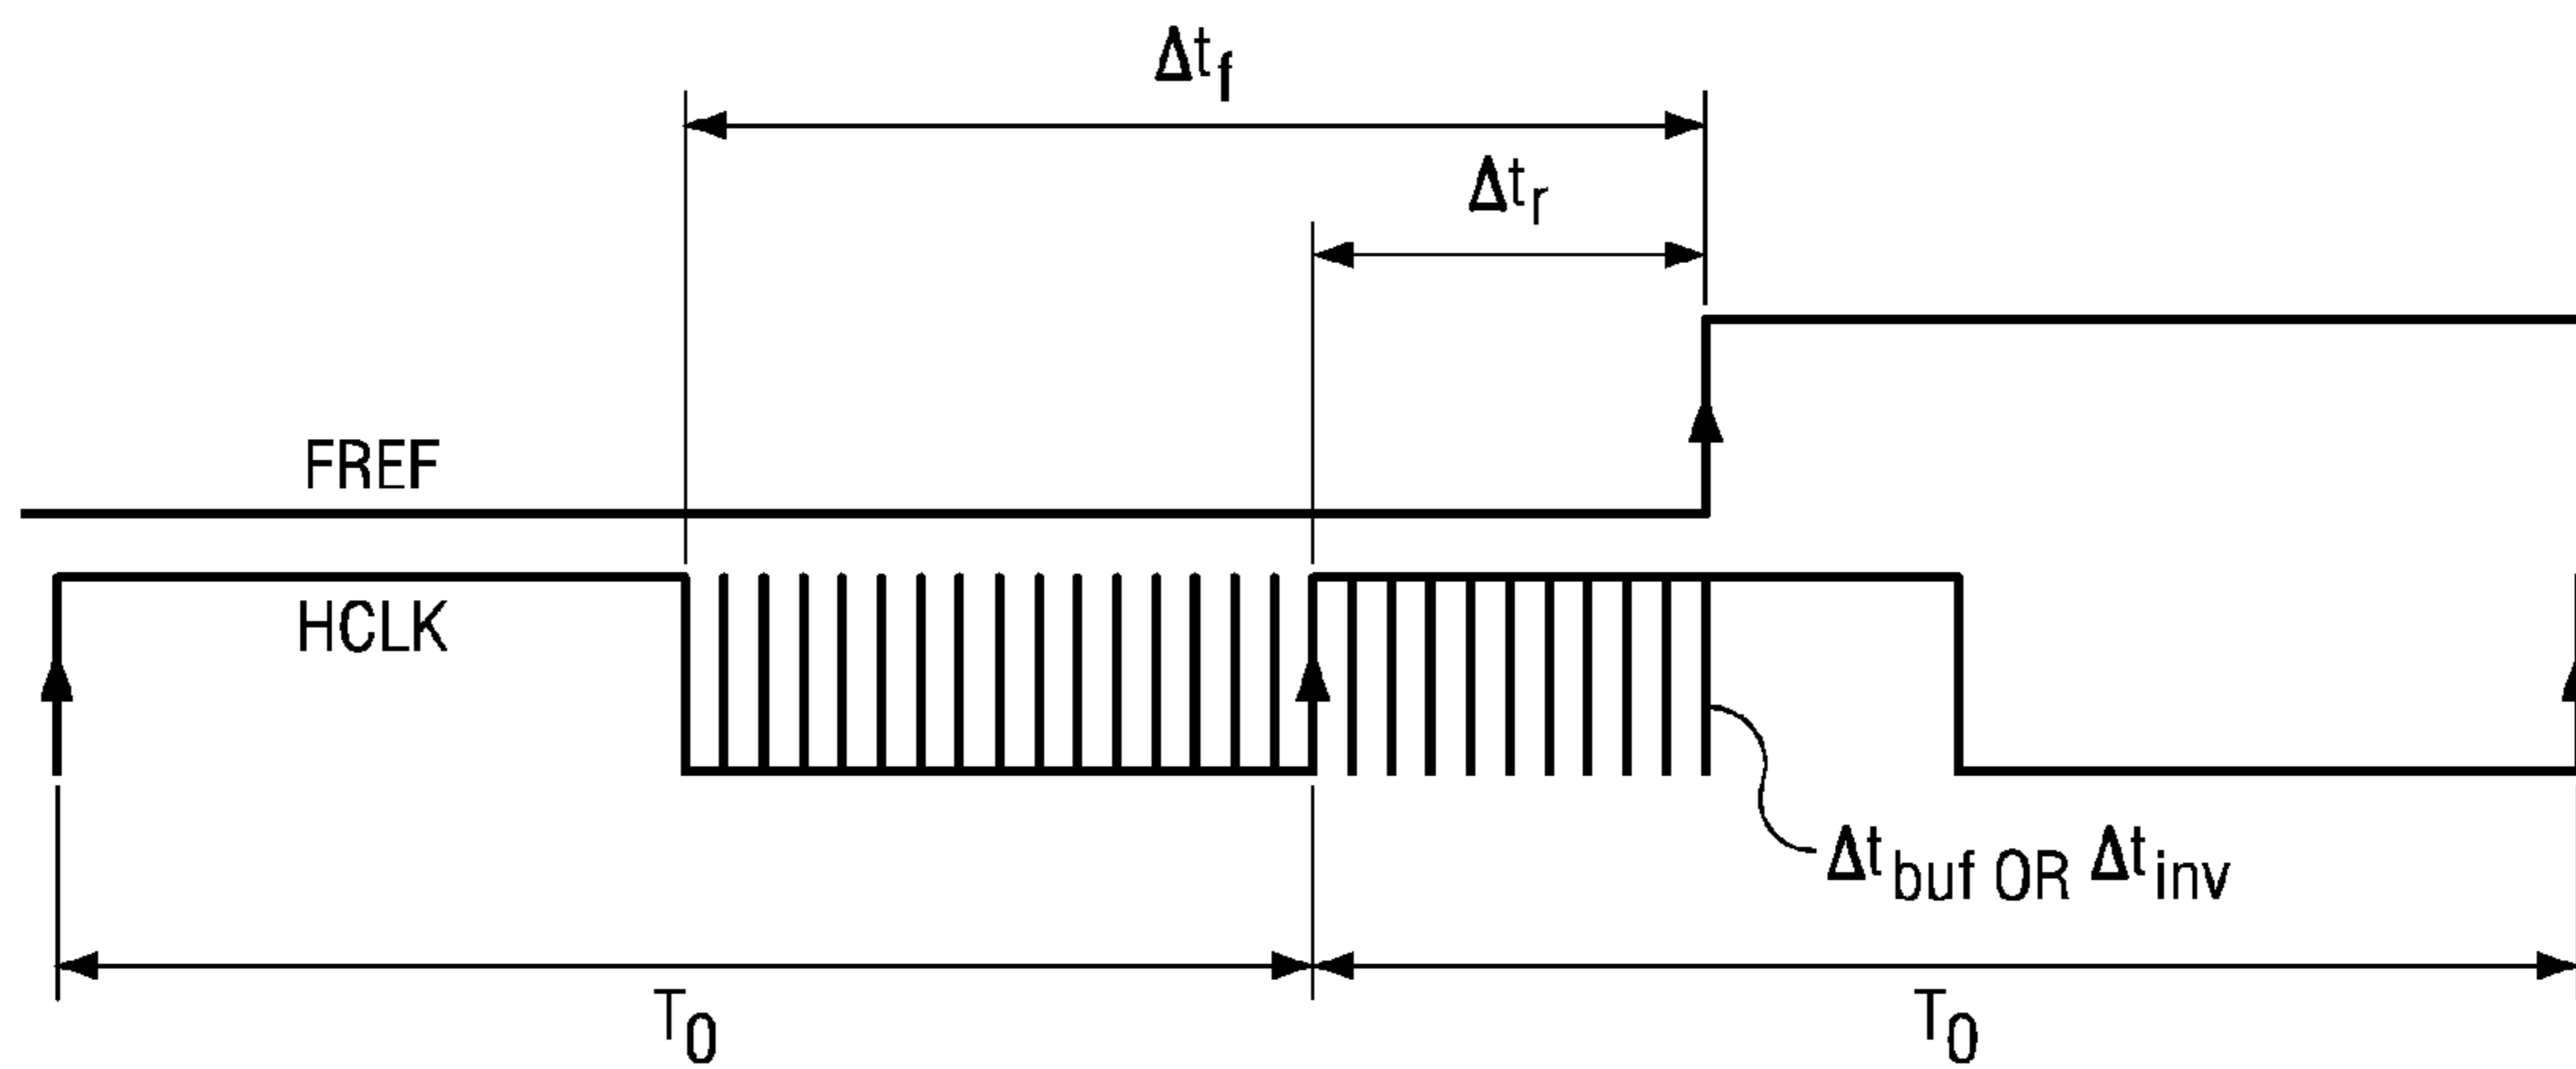 Δtf
Δtr
FREF
HCLK
Δtbuf OR Δtinv
T0
T0